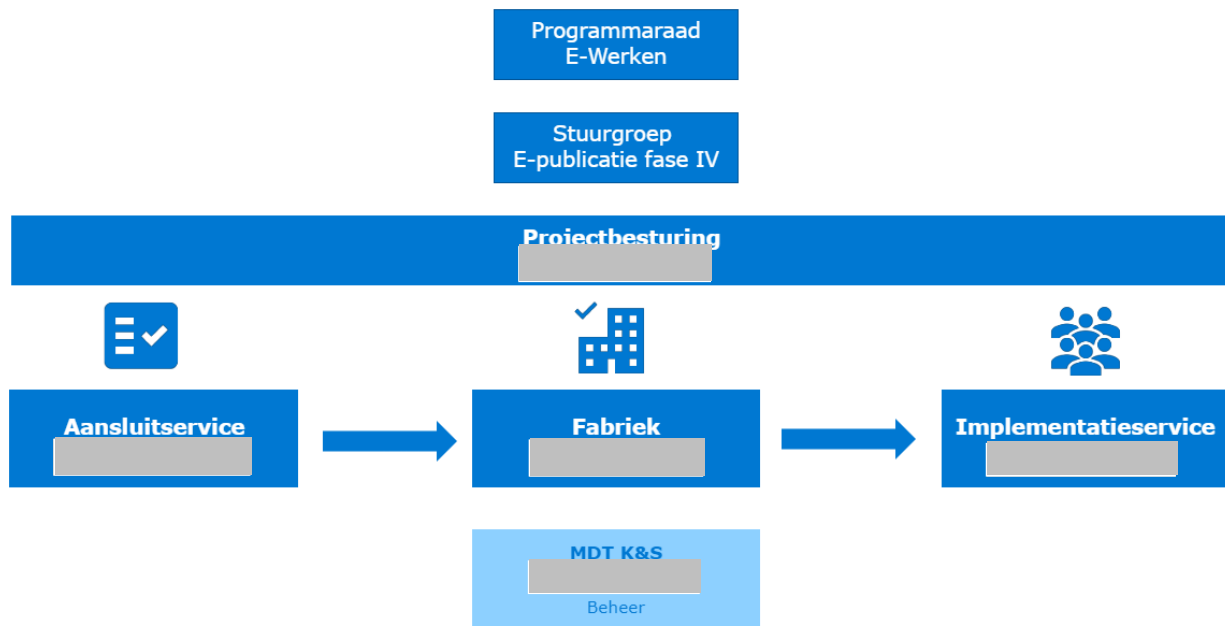 Programmaraad
E-Werken
Stuurgroep
E-publicatie fase IV
Projectbesturing
Aansluitservice
Fabriek
Implementatieservice
MDT K&S
Beheer